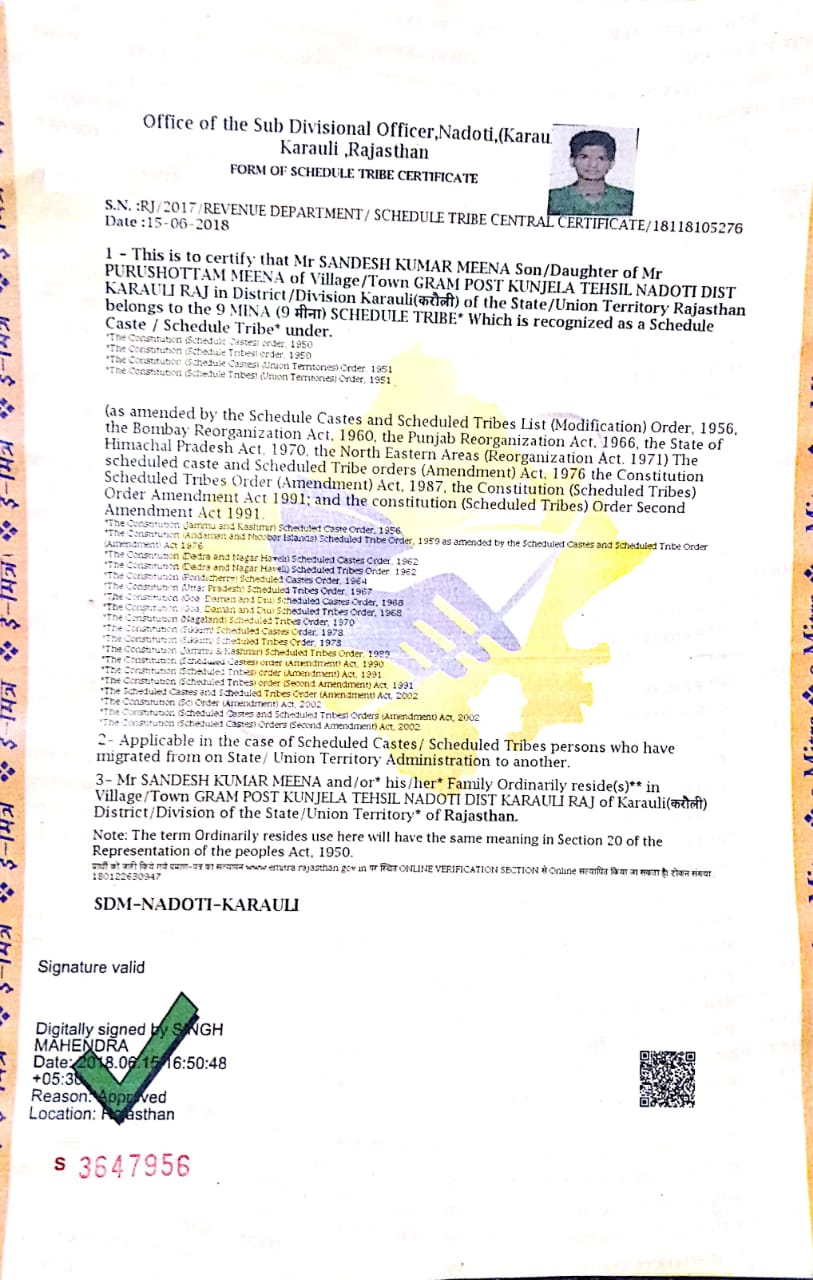 Office of the Sub Divisional Officer,Nadoti,(Karau
Karauli ,Rajasthan
FORM OF SCHEDULE TRIBE CERTIFICATE
S.N. :RJ/2017/REVENUE DEPARTMENT/ SCHEDULE TRIBE CENTRAL CERTIFICATE/18118105276
Date :15-06-2018
1 - This is to certify that Mr SANDESH KUMAR MEENA Son/Daughter of Mr
PURUSHOTTAM MEENA of Village/Town GRAM POST KUNJELA TEHSIL NADOTI DIST
KARAULI RAJ in District/Division Karauli(करौली) of the State/Union Territory Rajasthan
belongs to the 9 MINA (9 मीना) SCHEDULE TRIBE* Which is recognized as a Schedule
Caste / Schedule Tribe* under.
*The Constitution (Schedule Castes) order, 1950
*The Constitution (Schedule Tribes) order, 1950
*The Constitution (Schedule Castes) (Union Territories) Order, 1951
*The Constitution (Schedule Tribes) (Union Territories) Order, 1951
(as amended by the Schedule Castes and Scheduled Tribes List (Modification) Order, 1956,
the Bombay Reorganization Act, 1960, the Punjab Reorganization Act, 1966, the State of
Himachal Pradesh Act, 1970, the North Eastern Areas (Reorganization Act. 1971) The
scheduled caste and Scheduled Tribe orders (Amendment) Act, 1976 the Constitution
Scheduled Tribes Order (Amendment) Act, 1987, the Constitution (Scheduled Tribes)
Order Amendment Act 1991; and the constitution (Scheduled Tribes) Order Second
Amendment Act 1991.
*The Constitution (Jammu and Kashmir) Scheduled Caste Order, 1956,
*The Constitution (Andaman and Nicobar Islands) Scheduled Tribe Order, 1959 as amended by the Scheduled Castes and Scheduled Tribe Order
(Amendment) Act 1976
*The Constitution (Dadra and Nagar Haveli) Scheduled Castes Order, 1962
*The Constitution (Dadra and Nagar Haveli) Scheduled Tribes Order, 1962
*The Constitution (Pondicherry) Scheduled Castes Order, 1964
*The Constitution (Uttar Pradesh) Scheduled Tribes Order, 1967
*The Constitution (Goa, Daman and Diu) Scheduled Castes Order, 1968
*The Constitution (Goa, Daman and Diu) Scheduled Tribes Order, 1968
*The Constitution (Nagaland) Scheduled Tribes Order, 1970
*The Constitution (Sikkim) Scheduled Castes Order, 1978
*The Constitution (Sikkim) Scheduled Tribes Order, 1978
*The Constitution (Jammu & Kashmir) Scheduled Tribes Order, 1989
*The Constitution (Scheduled Castes) order (Amendment) Act, 1990
*The Constitution (Scheduled Tribes) order (Amendment) Act, 1991
*The Constitution (Scheduled Tribes) order (Second Amendment) Act, 1991
*The Scheduled Castes and Scheduled Tribes Order (Amendment) Act, 2002
*The Constitution (Sc) Order (Amendment) Act, 2002
*The Constitution (Scheduled Castes and Scheduled Tribes) Orders (Amendment) Act, 2002
*The Constitution (Scheduled Castes) Orders (Second Amendment) Act, 2002.
2- Applicable in the case of Scheduled Castes/ Scheduled Tribes persons who have
migrated from on State/ Union Territory Administration to another.
3- Mr SANDESH KUMAR MEENA and/or* his/her* Family Ordinarily reside(s)** in
Village/Town GRAM POST KUNJELA TEHSIL NADOTI DIST KARAULI RAJ of Karauli(करौली)
District/Division of the State/Union Territory* of Rajasthan.
Note: The term Ordinarily resides use here will have the same meaning in Section 20 of the
Representation of the peoples Act, 1950.
प्रार्थी को जारी किये गये प्रमाण-पत्र का सत्यापन www emitra rajasthan gov in पर स्थित ONLINE VERIFICATION SECTION से Online सत्यापित किया जा सकता है। टोकन संख्या
180122630947
SDM-NADOTI-KARAULI
Signature valid
Digitally signed by SINGH
MAHENDRA
Date: 2018.06.15 16:50:48
+05:30
Reason: Approved
Location: Rajasthan
S 3647956